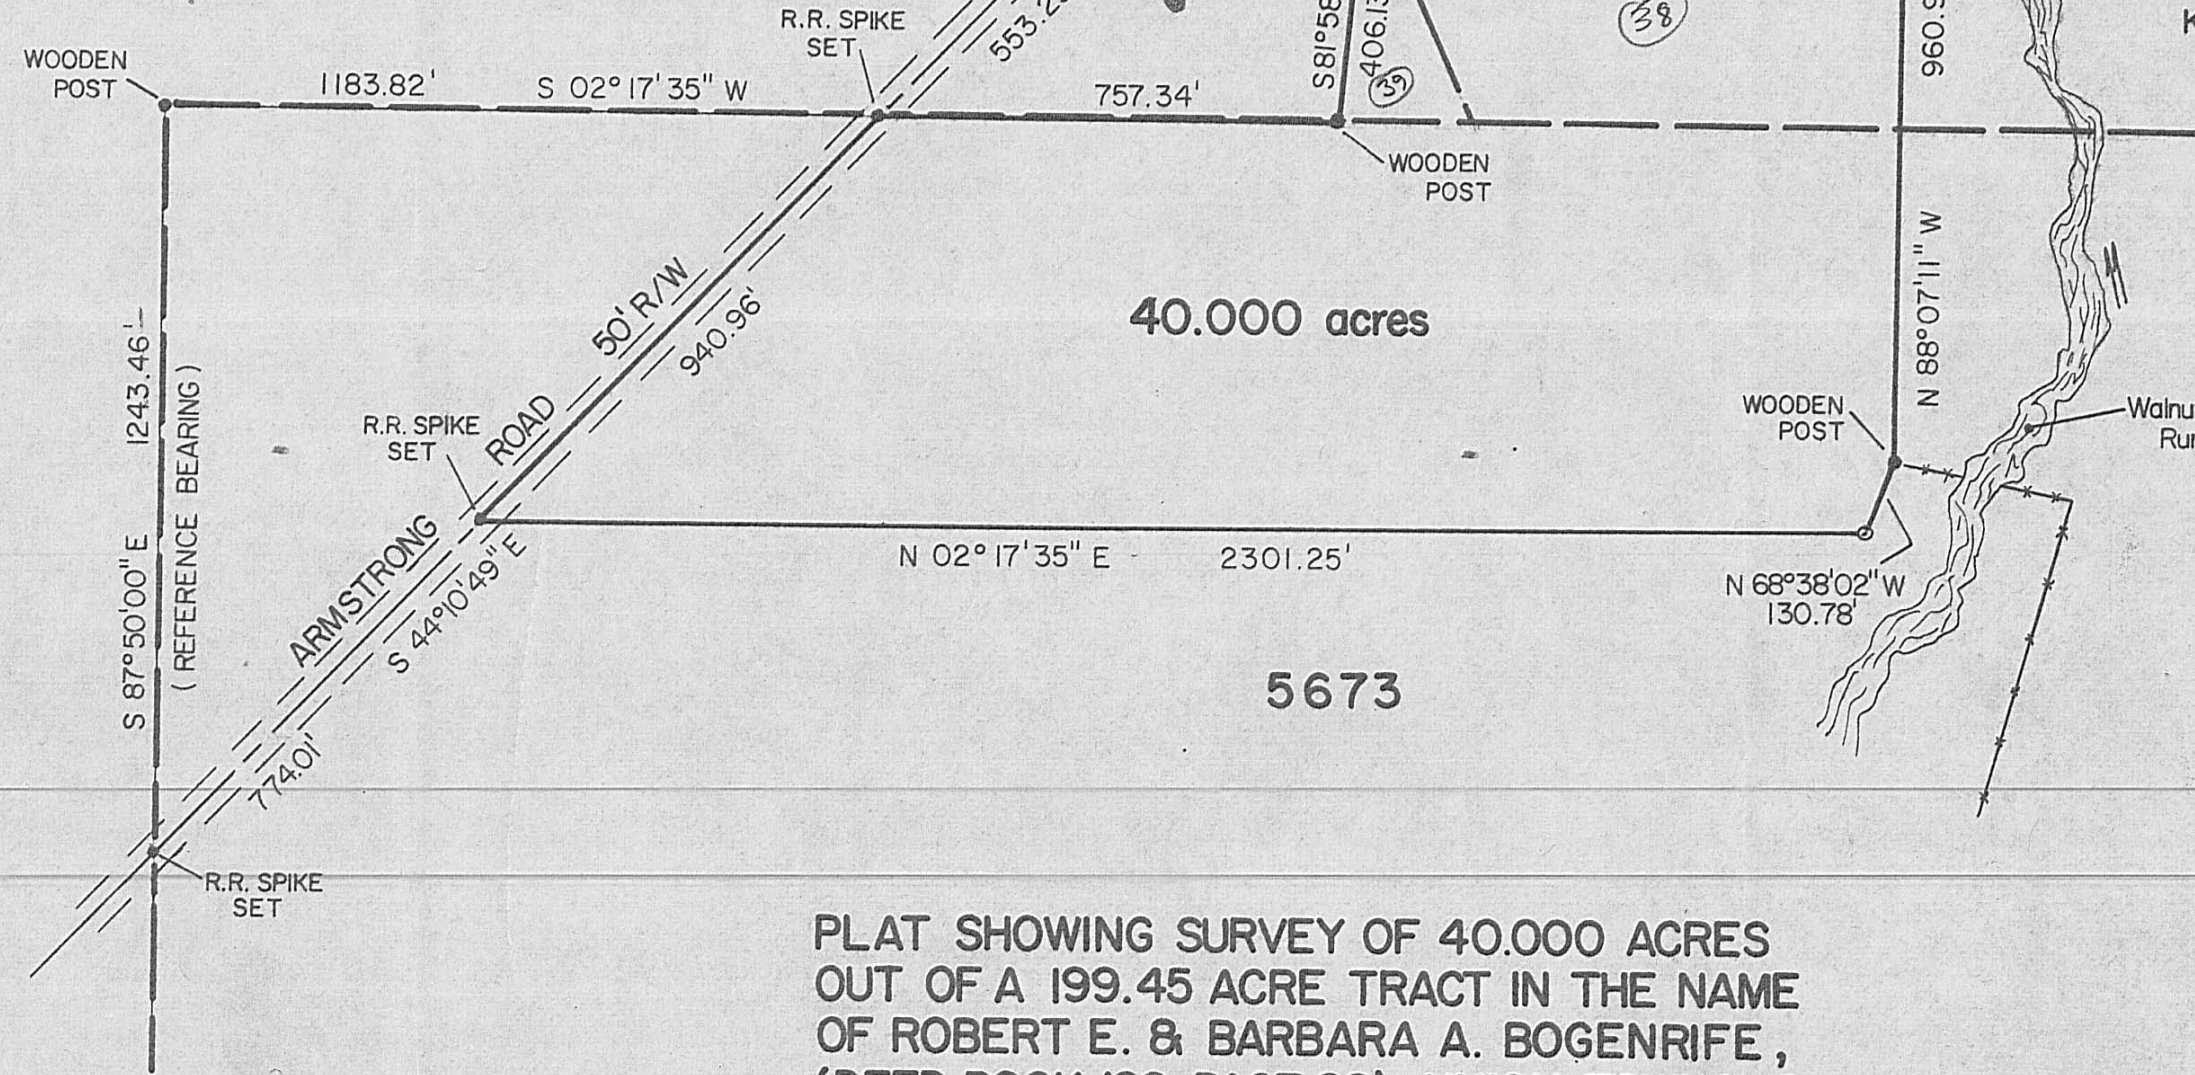 R.R. SPIKE
SET
553.2
S81°58
406.13
38
39
960.9
K
WOODEN
POST
1183.82'
S 02°17'35" W
757.34'
WOODEN
POST
50' R/W
940.96'
40.000 acres
N 88°07'11" W
1243.46'
S 87°50'00" E
(REFERENCE BEARING)
R.R. SPIKE
SET
ARMSTRONG ROAD
S 44°10'49" E
774.01'
WOODEN
POST
Walnu
Run
N 02°17'35" E
2301.25'
N 68°38'02" W
130.78'
5673
R.R. SPIKE
SET
PLAT SHOWING SURVEY OF 40.000 ACRES
OUT OF A 199.45 ACRE TRACT IN THE NAME
OF ROBERT E. & BARBARA A. BOGENRIFE,